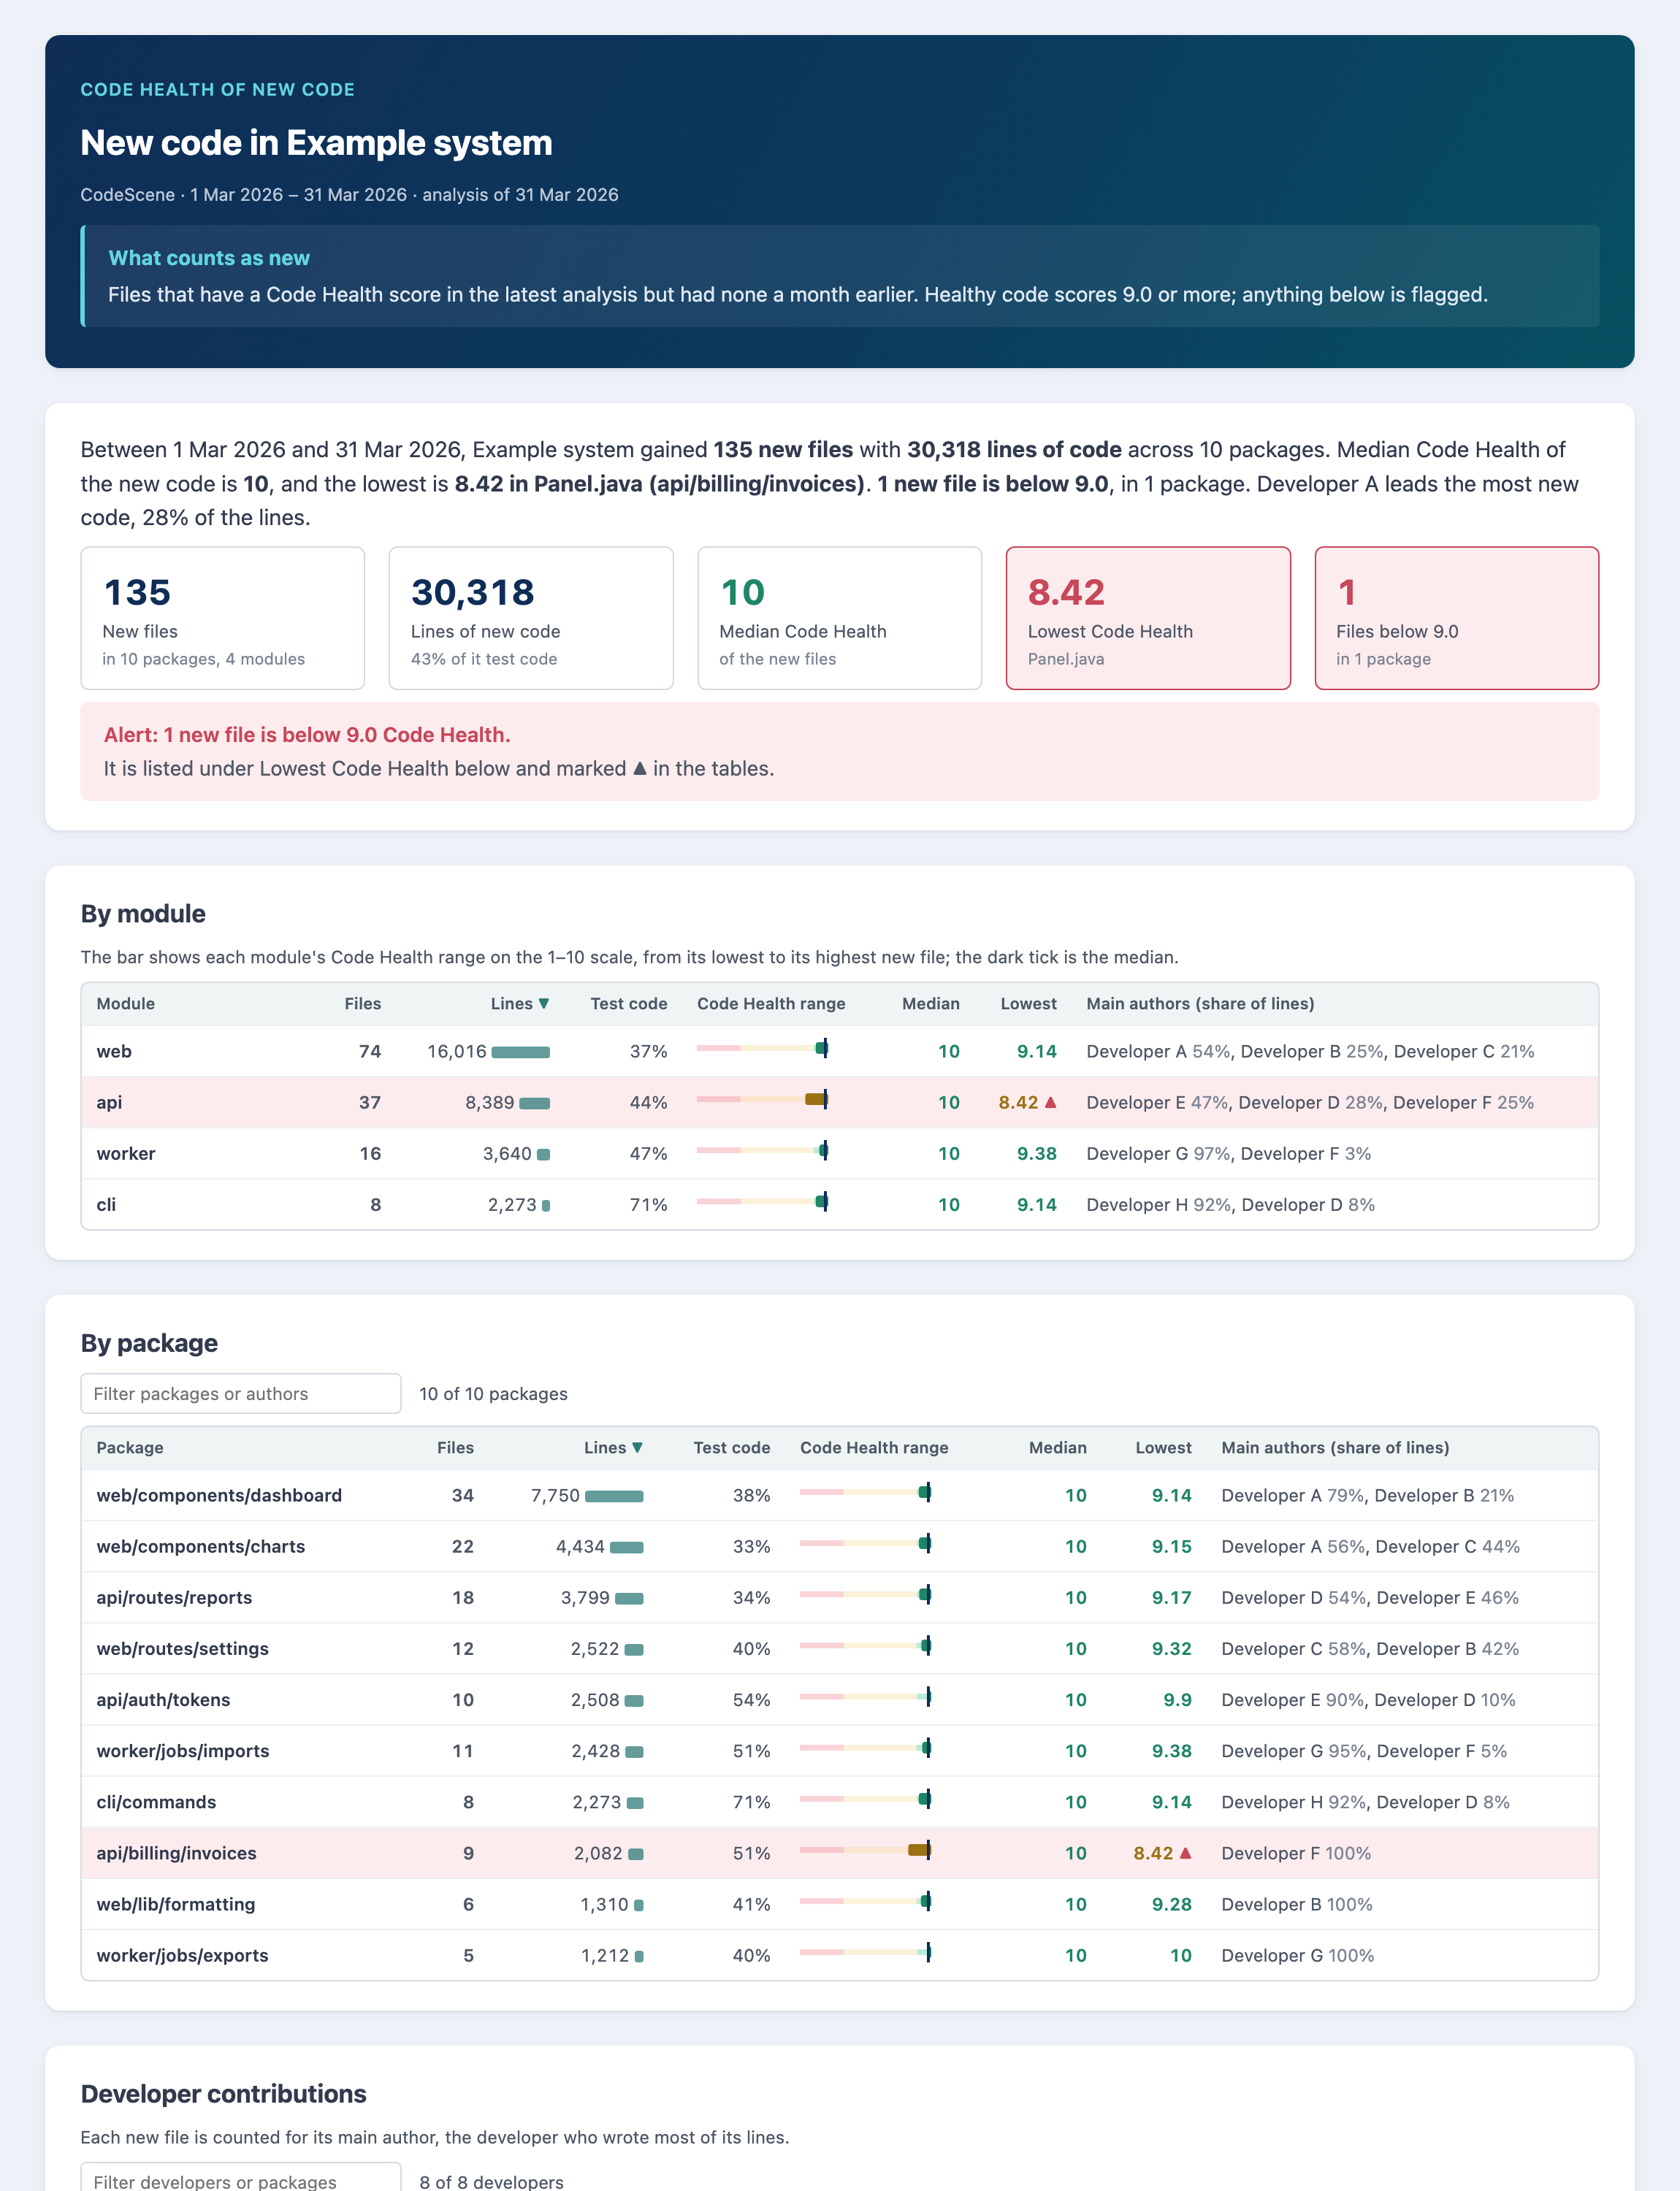 CODE HEALTH OF NEW CODE
New code in Example system
CodeScene · 1 Mar 2026 – 31 Mar 2026 · analysis of 31 Mar 2026
What counts as new
Files that have a Code Health score in the latest analysis but had none a month earlier. Healthy code scores 9.0 or more; anything below is flagged.
Between 1 Mar 2026 and 31 Mar 2026, Example system gained 135 new files with 30,318 lines of code across 10 packages. Median Code Health of
the new code is 10, and the lowest is 8.42 in Panel.java (api/billing/invoices). 1 new file is below 9.0, in 1 package. Developer A leads the most new
code, 28% of the lines.
135
New files
in 10 packages, 4 modules
30,318
Lines of new code
43% of it test code
10
Median Code Health
of the new files
8.42
Lowest Code Health
Panel.java
1
Files below 9.0
in 1 package
Alert: 1 new file is below 9.0 Code Health.
It is listed under Lowest Code Health below and marked ▲ in the tables.
By module
The bar shows each module's Code Health range on the 1–10 scale, from its lowest to its highest new file; the dark tick is the median.
Module Files Lines ▼ Test code Code Health range Median Lowest Main authors (share of lines)
web 74 16,016 37% 10 9.14 Developer A 54%, Developer B 25%, Developer C 21%
api 37 8,389 44% 10 8.42 ▲ Developer E 47%, Developer D 28%, Developer F 25%
worker 16 3,640 47% 10 9.38 Developer G 97%, Developer F 3%
cli 8 2,273 71% 10 9.14 Developer H 92%, Developer D 8%
By package
Filter packages or authors 10 of 10 packages
Package Files Lines ▼ Test code Code Health range Median Lowest Main authors (share of lines)
web/components/dashboard 34 7,750 38% 10 9.14 Developer A 79%, Developer B 21%
web/components/charts 22 4,434 33% 10 9.15 Developer A 56%, Developer C 44%
api/routes/reports 18 3,799 34% 10 9.17 Developer D 54%, Developer E 46%
web/routes/settings 12 2,522 40% 10 9.32 Developer C 58%, Developer B 42%
api/auth/tokens 10 2,508 54% 10 9.9 Developer E 90%, Developer D 10%
worker/jobs/imports 11 2,428 51% 10 9.38 Developer G 95%, Developer F 5%
cli/commands 8 2,273 71% 10 9.14 Developer H 92%, Developer D 8%
api/billing/invoices 9 2,082 51% 10 8.42 ▲ Developer F 100%
web/lib/formatting 6 1,310 41% 10 9.28 Developer B 100%
worker/jobs/exports 5 1,212 40% 10 10 Developer G 100%
Developer contributions
Each new file is counted for its main author, the developer who wrote most of its lines.
Filter developers or packages 8 of 8 developers